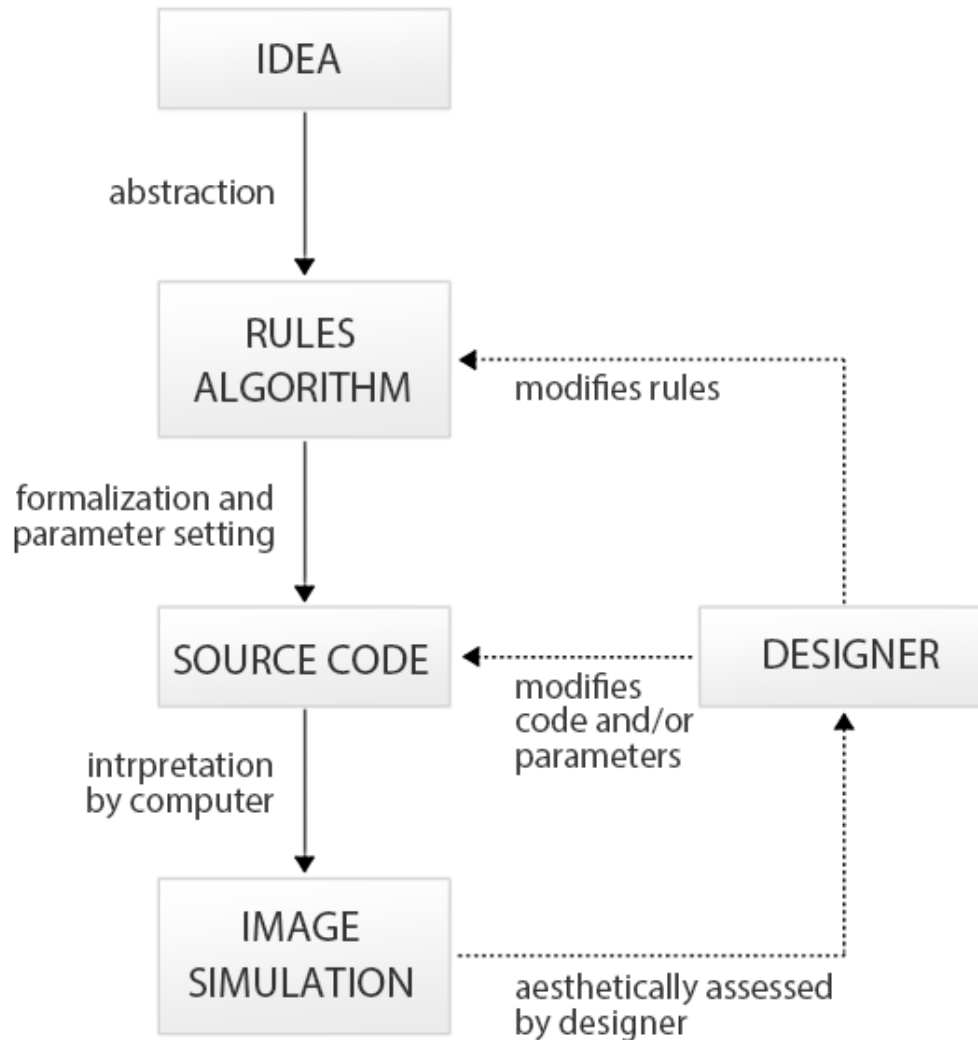 IDEA
abstraction
RULES
ALGORITHM
modifies rules
formalization and
parameter setting
SOURCE CODE
DESIGNER
modifies
code and/or
parameters
intrpretation
by computer
IMAGE
SIMULATION
aesthetically assessed
by designer